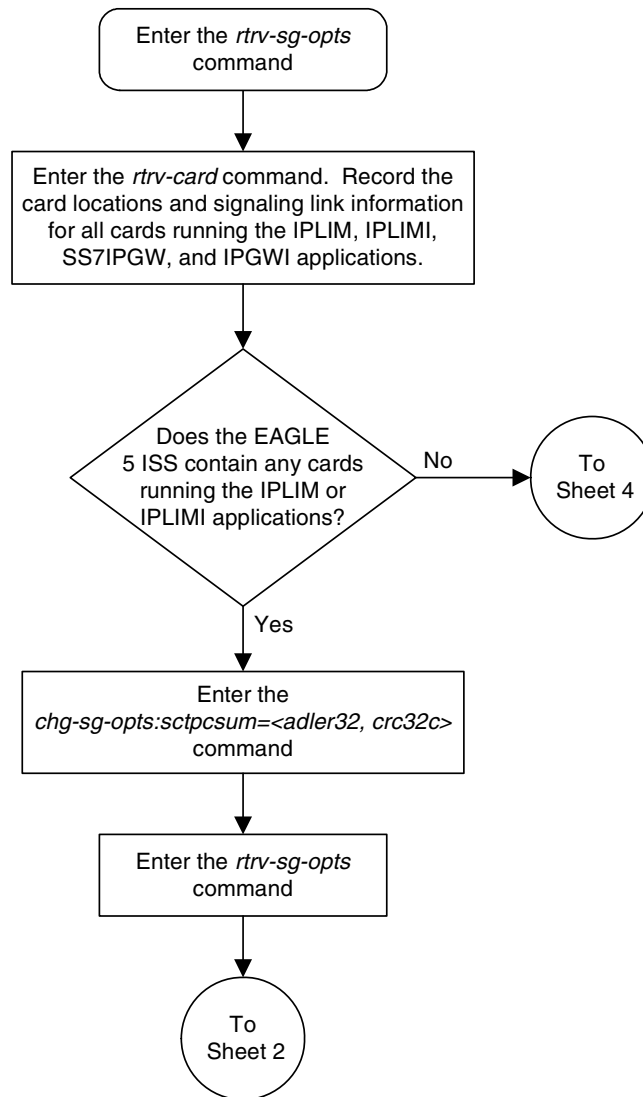 Enter the rtrv-sg-opts
command
Enter the rtrv-card command.  Record the
card locations and signaling link information
for all cards running the IPLIM, IPLIMI,
SS7IPGW, and IPGWI applications.
Does the EAGLE
5 ISS contain any cards
running the IPLIM or
IPLIMI applications?
No
To
Sheet 4
Yes
Enter the
chg-sg-opts:sctpcsum=<adler32, crc32c>
command
Enter the rtrv-sg-opts
command
To
Sheet 2